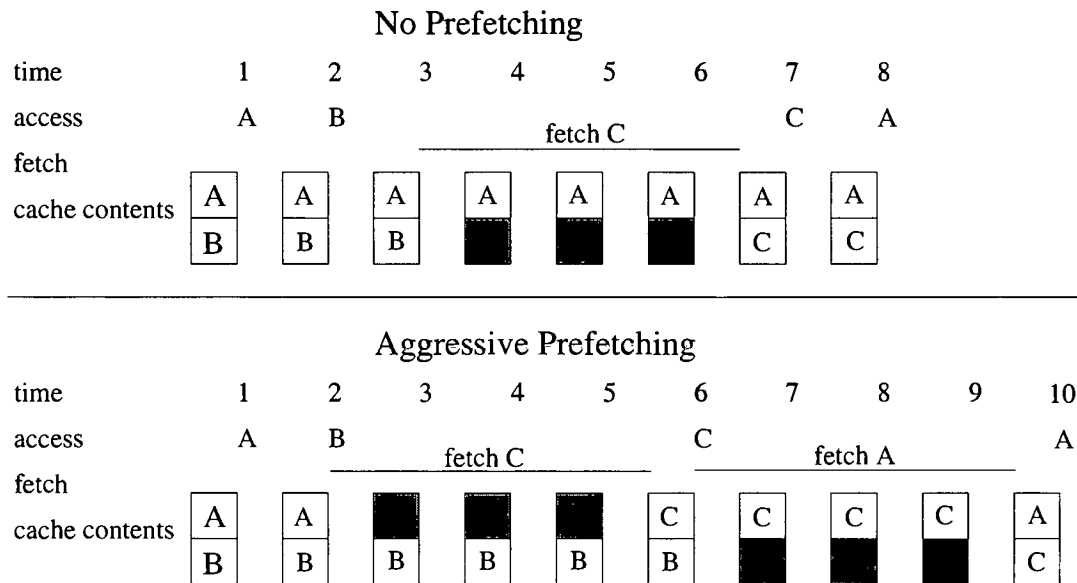 No Prefetching
time 1 2 3 4 5 6 7 8
access A B C A
fetch C
fetch
A A A A A A A A
cache contents
B B B C C
Aggressive Prefetching
time 1 2 3 4 5 6 7 8 9 10
access A B C A
fetch C fetch A
fetch
A A C C C C A
cache contents
B B B B B B C